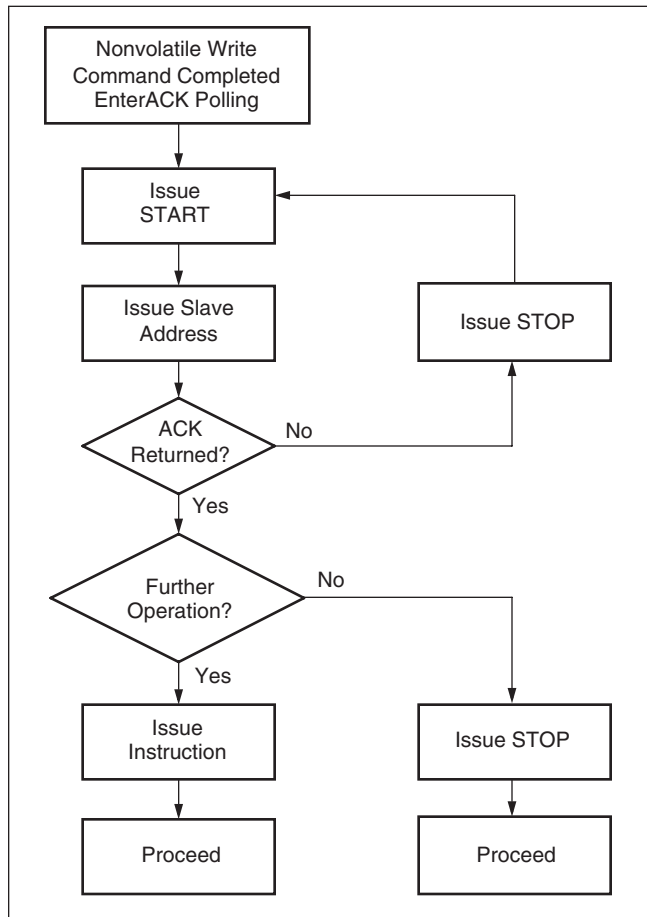 Nonvolatile Write
Command Completed
EnterACK Polling
Issue
START
Issue Slave
Address
Issue STOP
ACK
Returned?
No
Yes
Further
Operation?
No
Yes
Issue
Instruction
Issue STOP
Proceed
Proceed